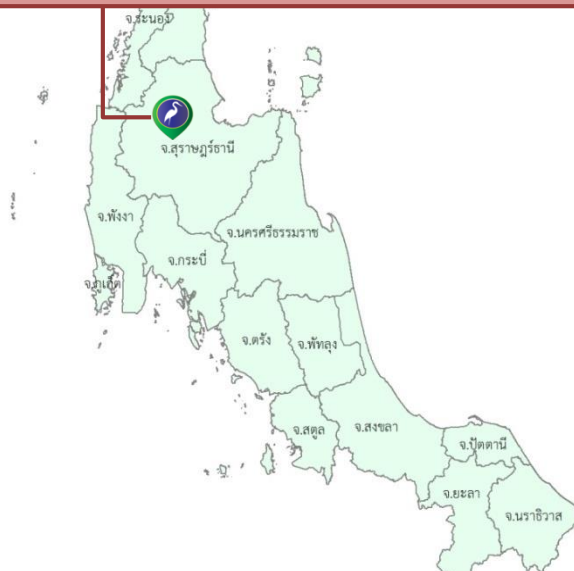 จ.ระนอง
จ.สุราษฎร์ธานี
จ.พังงา
จ.นครศรีธรรมราช
จ.กระบี่
จ.ภูเก็ต
จ.ตรัง
จ.พัทลุง
จ.สตูล
จ.สงขลา
จ.ปัตตานี
จ.ยะลา
จ.นราธิวาส